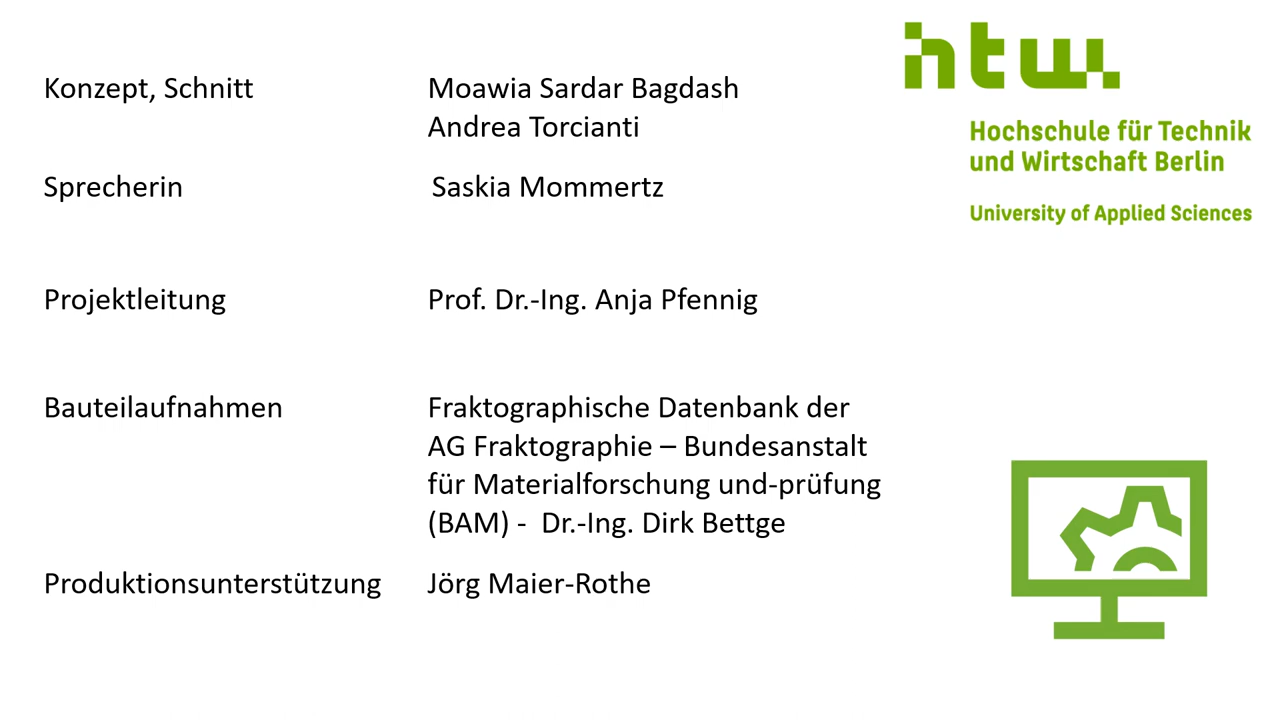 htw.
Hochschule für Technik
und Wirtschaft Berlin
University of Applied Sciences
Konzept, Schnitt Moawia Sardar Bagdash
Andrea Torcianti
Sprecherin Saskia Mommertz
Projektleitung Prof. Dr.-Ing. Anja Pfennig
Bauteilaufnahmen Fraktographische Datenbank der
AG Fraktographie – Bundesanstalt
für Materialforschung und-prüfung
(BAM) - Dr.-Ing. Dirk Bettge
Produktionsunterstützung Jörg Maier-Rothe